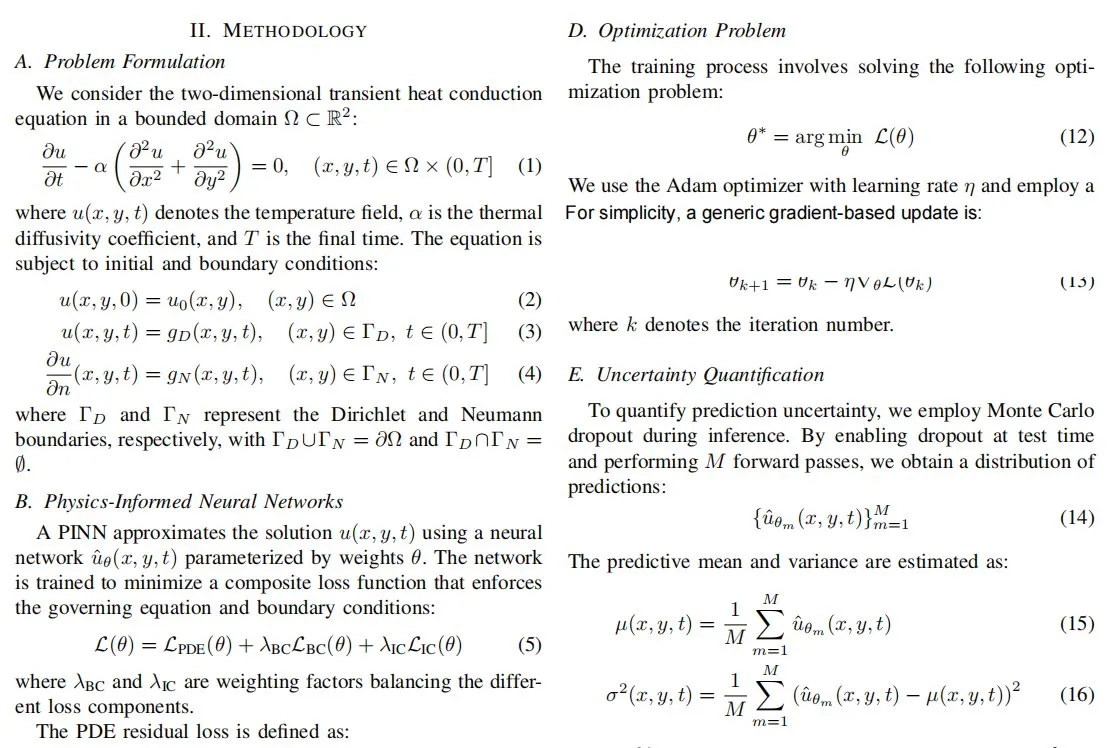 II. METHODOLOGY
A. Problem Formulation
We consider the two-dimensional transient heat conduction
equation in a bounded domain Ω ⊂ ℝ²:
∂u/∂t − α (∂²u/∂x² + ∂²u/∂y²) = 0, (x, y, t) ∈ Ω × (0, T] (1)
where u(x, y, t) denotes the temperature field, α is the thermal
diffusivity coefficient, and T is the final time. The equation is
subject to initial and boundary conditions:
u(x, y, 0) = u₀(x, y), (x, y) ∈ Ω (2)
u(x, y, t) = g_D(x, y, t), (x, y) ∈ Γ_D, t ∈ (0, T] (3)
∂u/∂n (x, y, t) = g_N(x, y, t), (x, y) ∈ Γ_N, t ∈ (0, T] (4)
where Γ_D and Γ_N represent the Dirichlet and Neumann
boundaries, respectively, with Γ_D ∪ Γ_N = ∂Ω and Γ_D ∩ Γ_N =
∅.
B. Physics-Informed Neural Networks
A PINN approximates the solution u(x, y, t) using a neural
network û_θ(x, y, t) parameterized by weights θ. The network
is trained to minimize a composite loss function that enforces
the governing equation and boundary conditions:
ℒ(θ) = ℒ_PDE(θ) + λ_BC ℒ_BC(θ) + λ_IC ℒ_IC(θ) (5)
where λ_BC and λ_IC are weighting factors balancing the differ-
ent loss components.
The PDE residual loss is defined as:
D. Optimization Problem
The training process involves solving the following opti-
mization problem:
θ* = arg min_θ ℒ(θ) (12)
We use the Adam optimizer with learning rate η and employ a
For simplicity, a generic gradient-based update is:
θ_{k+1} = θ_k − η∇_θ ℒ(θ_k) (13)
where k denotes the iteration number.
E. Uncertainty Quantification
To quantify prediction uncertainty, we employ Monte Carlo
dropout during inference. By enabling dropout at test time
and performing M forward passes, we obtain a distribution of
predictions:
{û_{θ_m}(x, y, t)}_{m=1}^{M} (14)
The predictive mean and variance are estimated as:
μ(x, y, t) = 1/M ∑_{m=1}^{M} û_{θ_m}(x, y, t) (15)
σ²(x, y, t) = 1/M ∑_{m=1}^{M} (û_{θ_m}(x, y, t) − μ(x, y, t))² (16)